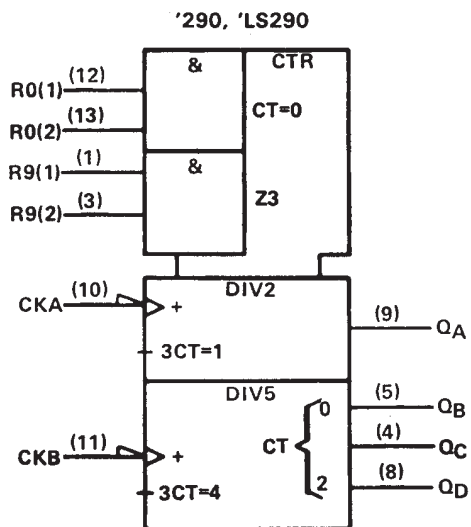 '290, 'LS290
& CTR
R0(1) (12)
CT=0
R0(2) (13)
R9(1) (1) &
R9(2) (3) Z3
DIV2
CKA (10) + (9) QA
3CT=1
DIV5
0 (5) QB
CKB (11) + CT (4) QC
3CT=4 2 (8) QD